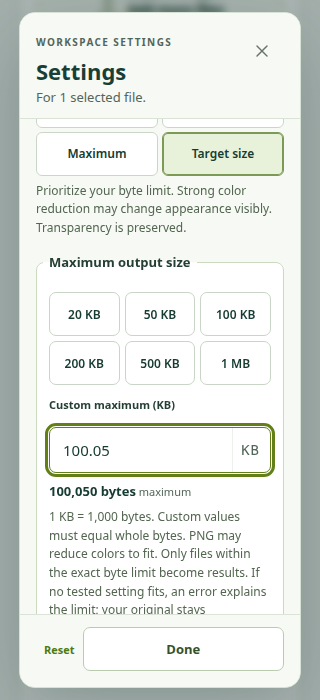 WORKSPACE SETTINGS
Settings
For 1 selected file.
Maximum
Target size
Prioritize your byte limit. Strong color
reduction may change appearance visibly.
Transparency is preserved.
Maximum output size
20 KB
50 KB
100 KB
200 KB
500 KB
1 MB
Custom maximum (KB)
100.05
KB
100,050 bytes maximum
1 KB = 1,000 bytes. Custom values
must equal whole bytes. PNG may
reduce colors to fit. Only files within
the exact byte limit become results. If
no tested setting fits, an error explains
the limit; your original stays
Reset
Done